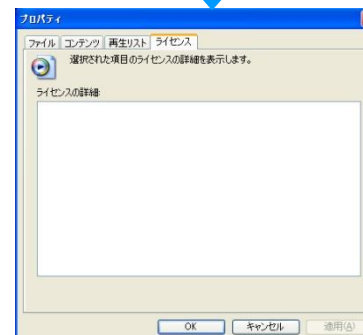 プロパティ
ファイル コンテンツ 再生リスト ライセンス
選択された項目のライセンスの詳細を表示します。
ライセンスの詳細:
OK キャンセル 適用(A)